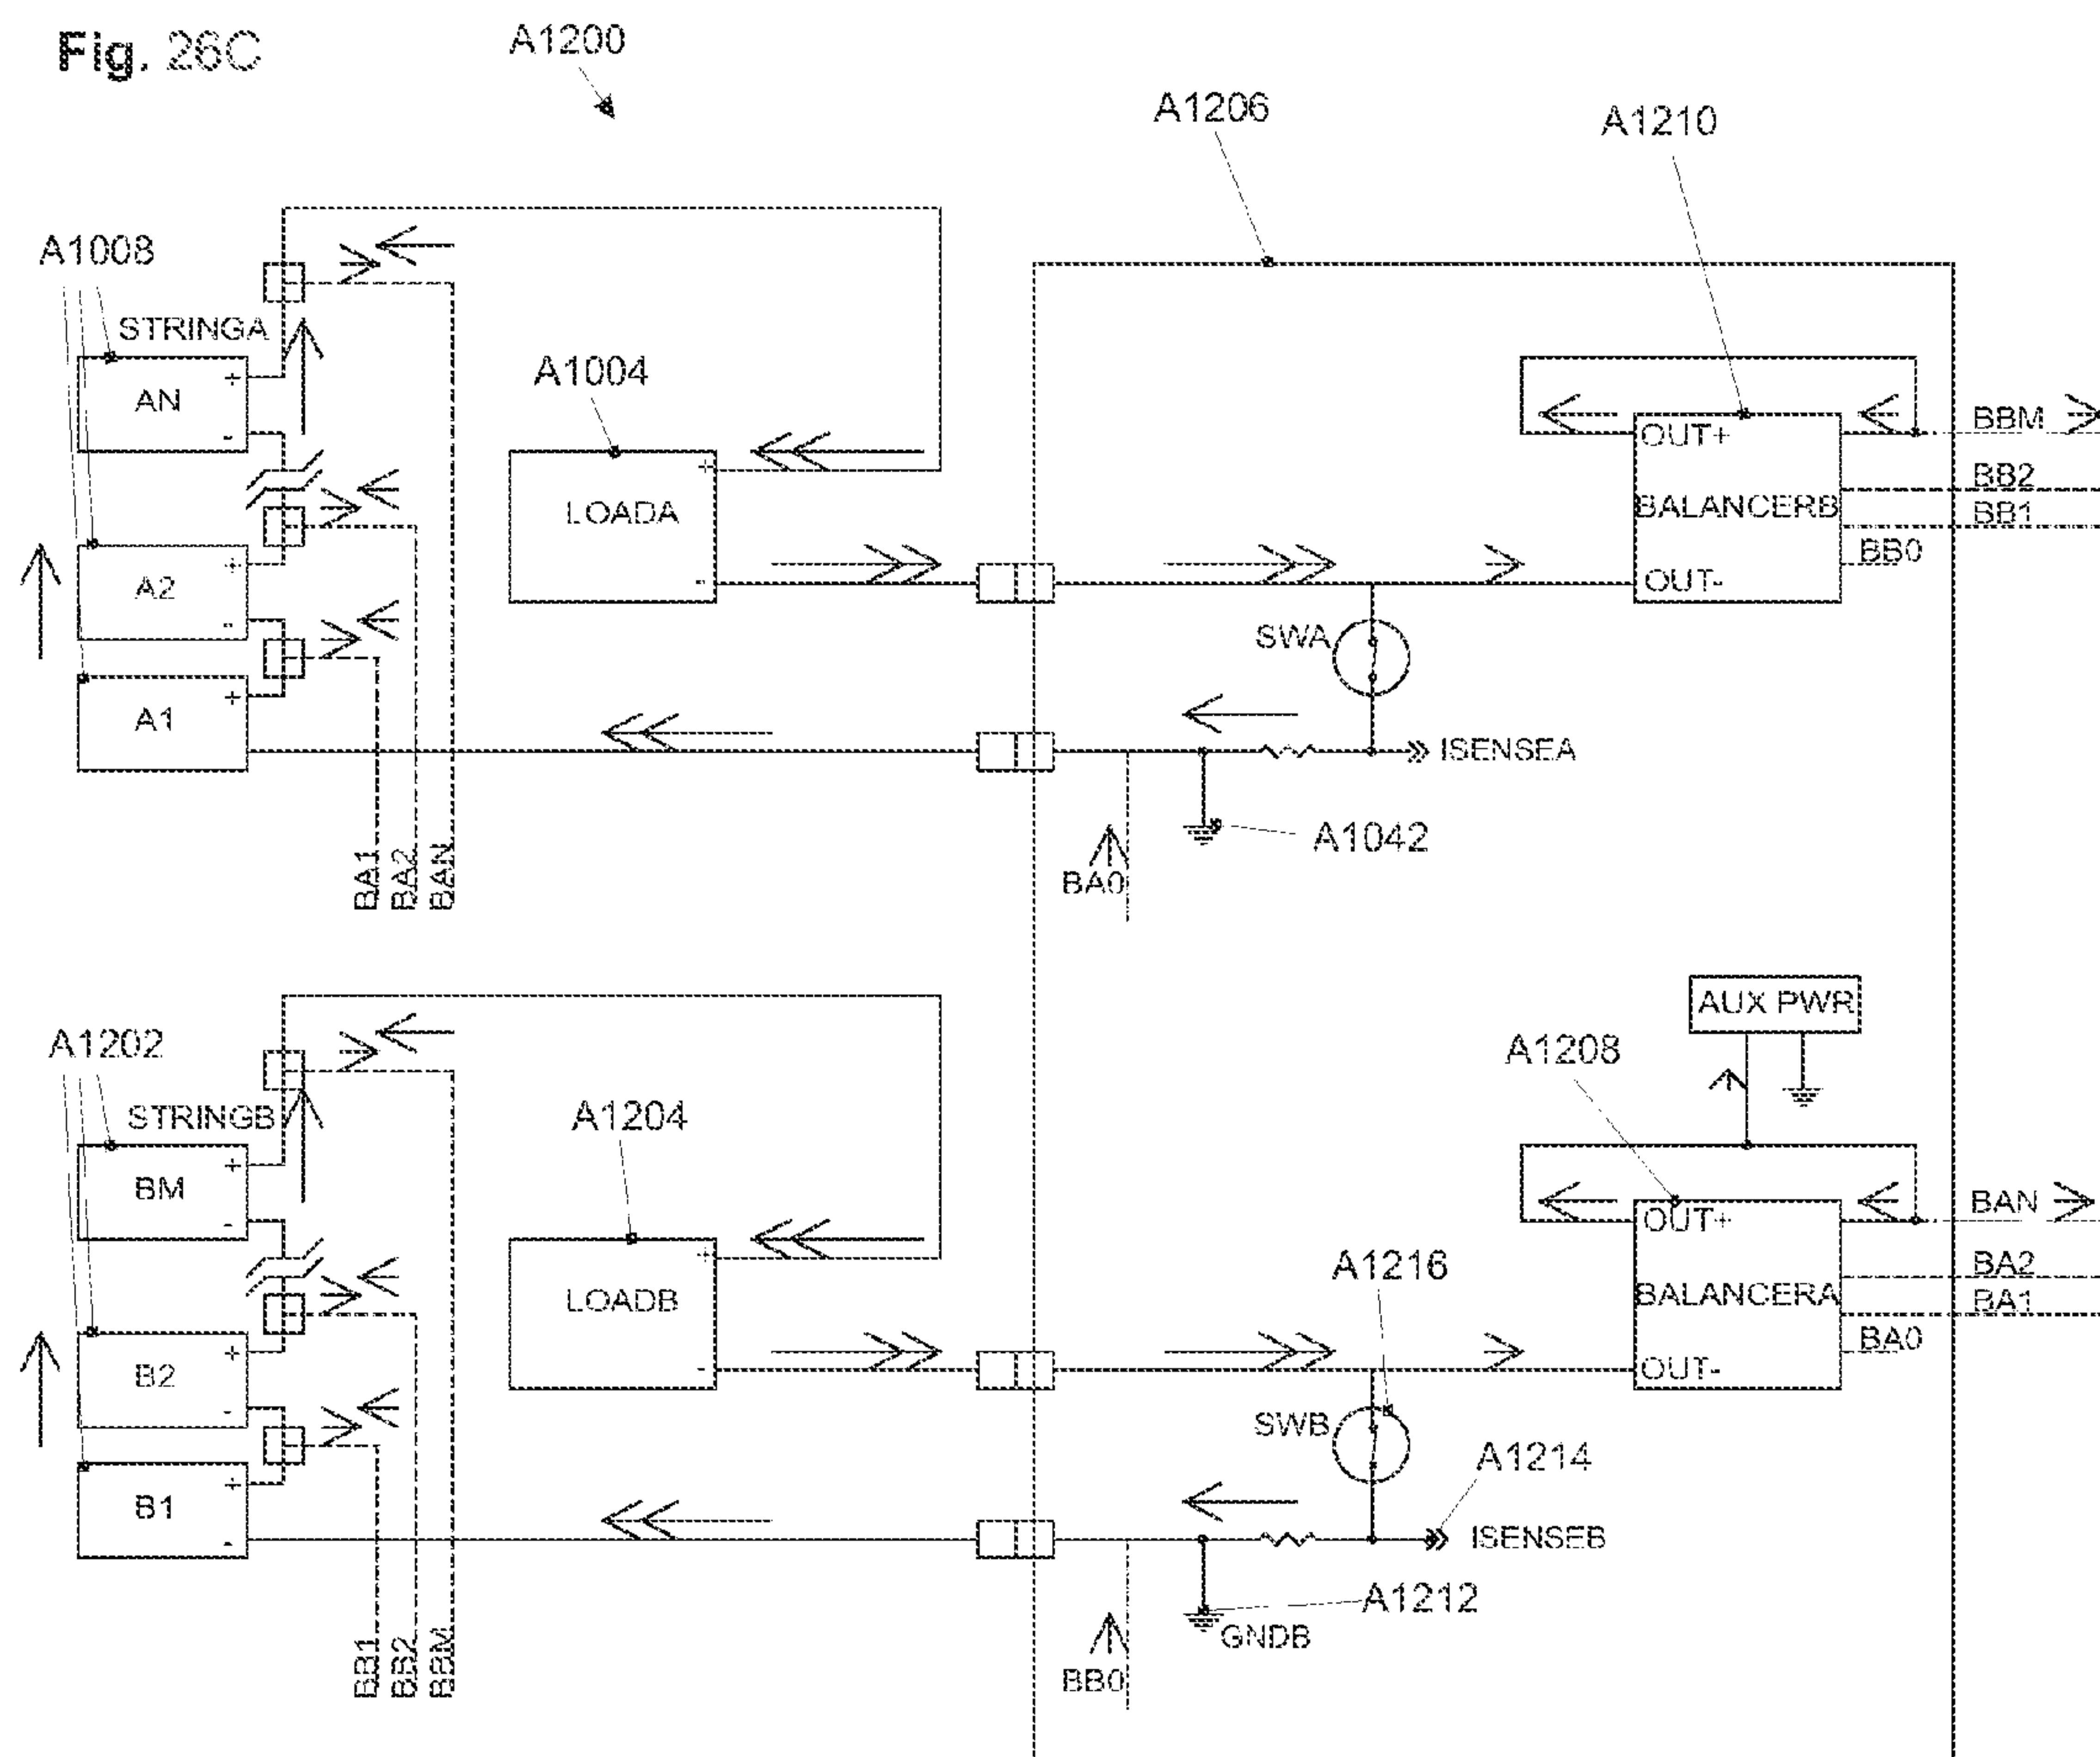 Fig. 26C
A1200
A1206
A1210
A1008
STRINGA
AN
+
-
A1004
LOADA
+
-
OUT+
BALANCERB
OUT-
BBM
BB2
BB1
BB0
A2
+
-
A1
+
SWA
ISENSEA
A1042
BA0
BA1
BA2
BAN
AUX PWR
A1202
STRINGB
BM
+
-
A1204
LOADB
+
-
A1208
OUT+
BALANCERA
OUT-
BAN
BA2
BA1
BA0
A1216
B2
+
-
B1
+
-
SWB
A1214
ISENSEB
A1212
GNDB
BB0
BB1
BB2
BBM